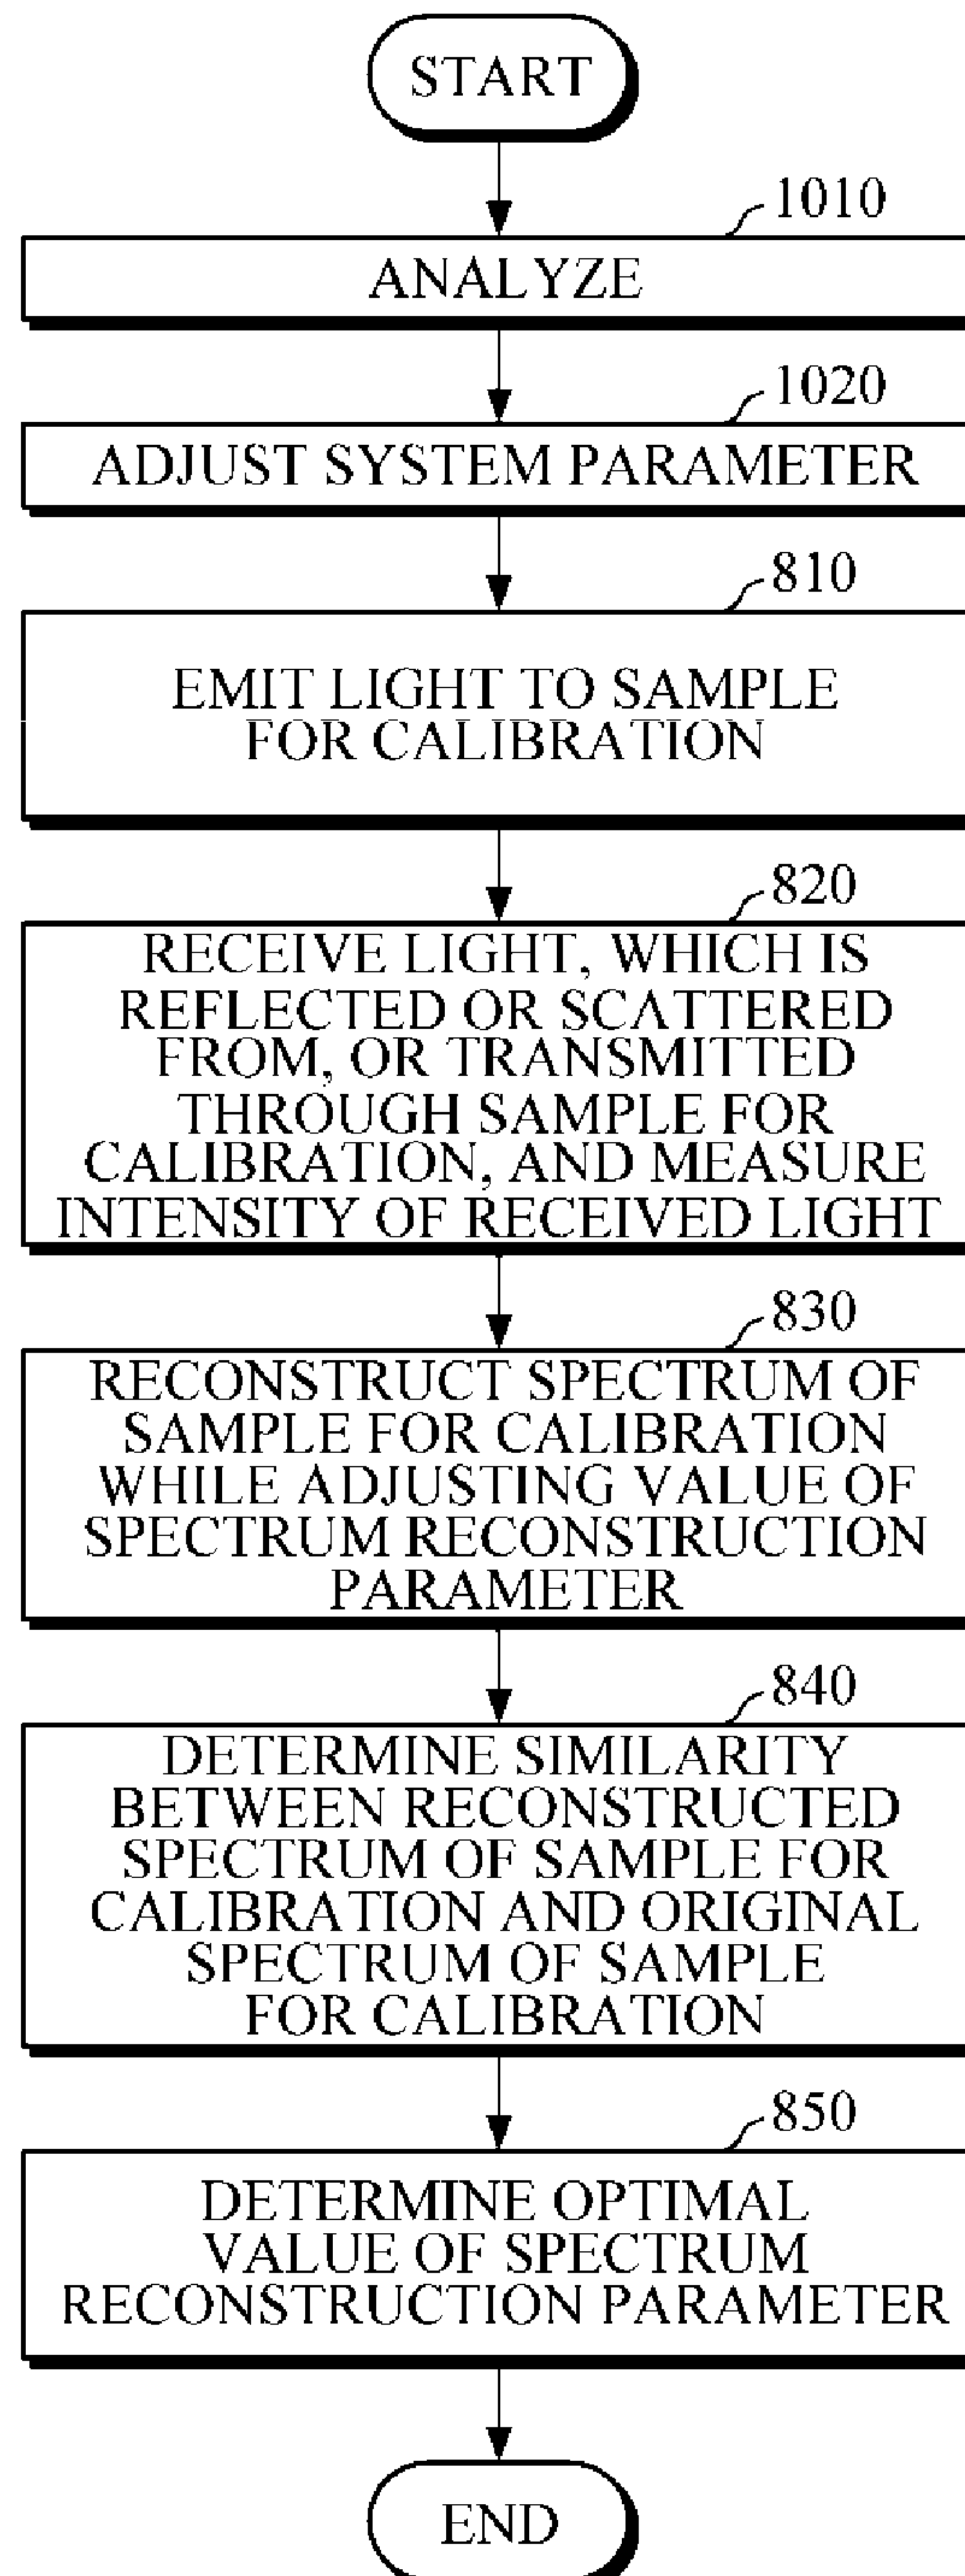 START
1010
ANALYZE
1020
ADJUST SYSTEM PARAMETER
810
EMIT LIGHT TO SAMPLE
FOR CALIBRATION
820
RECEIVE LIGHT, WHICH IS
REFLECTED OR SCATTERED
FROM, OR TRANSMITTED
THROUGH SAMPLE FOR
CALIBRATION, AND MEASURE
INTENSITY OF RECEIVED LIGHT
830
RECONSTRUCT SPECTRUM OF
SAMPLE FOR CALIBRATION
WHILE ADJUSTING VALUE OF
SPECTRUM RECONSTRUCTION
PARAMETER
840
DETERMINE SIMILARITY
BETWEEN RECONSTRUCTED
SPECTRUM OF SAMPLE FOR
CALIBRATION AND ORIGINAL
SPECTRUM OF SAMPLE
FOR CALIBRATION
850
DETERMINE OPTIMAL
VALUE OF SPECTRUM
RECONSTRUCTION PARAMETER
END